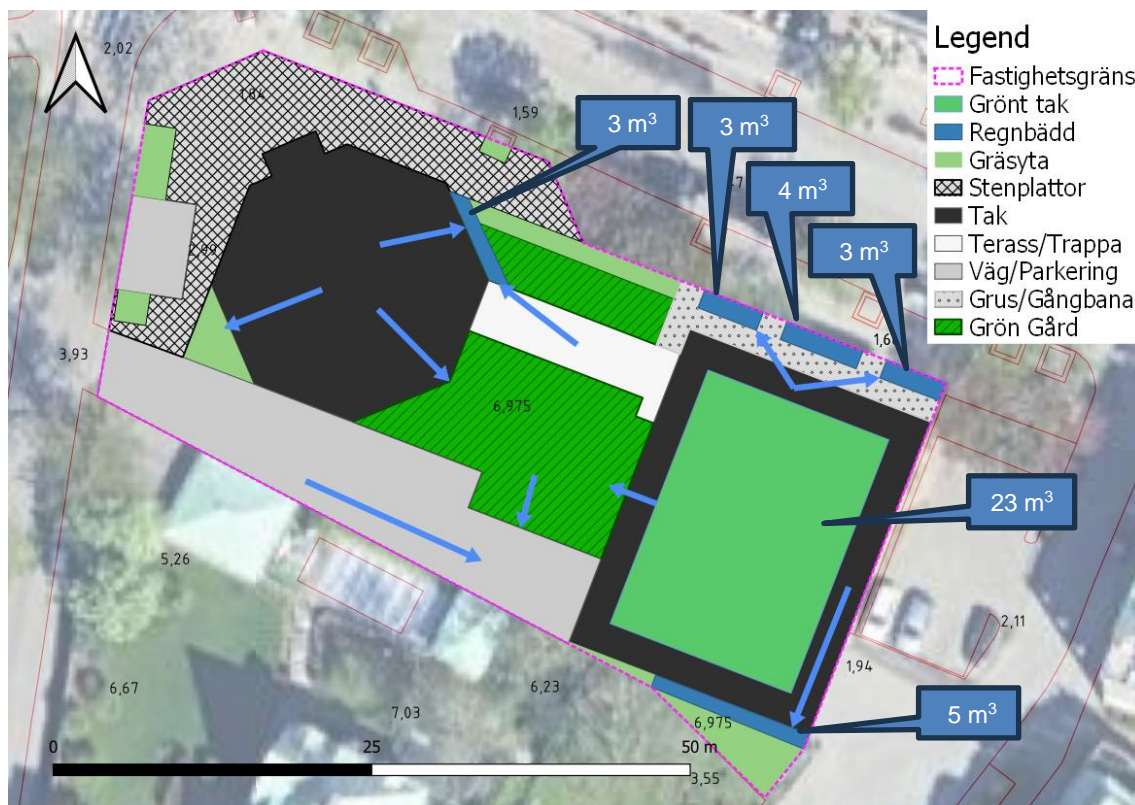 Legend
Fastighetsgräns
Grönt tak
Regnbädd
Gräsyta
Stenplattor
Tak
Terass/Trappa
Väg/Parkering
Grus/Gångbana
Grön Gård
2,02
1,84
1,59
3 m³
3 m³
4 m³
3 m³
3,93
6,975
23 m³
5,26
2,11
1,94
6,67
6,23
7,03
6,975
5 m³
0 25 50 m
3,55